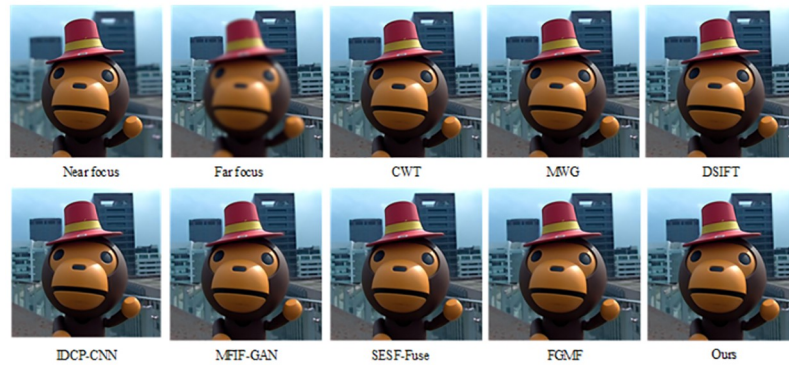 Near focus
Far focus
CWT
MWG
DSIFT
IDCP-CNN
MFIF-GAN
SESF-Fuse
FGMF
Ours